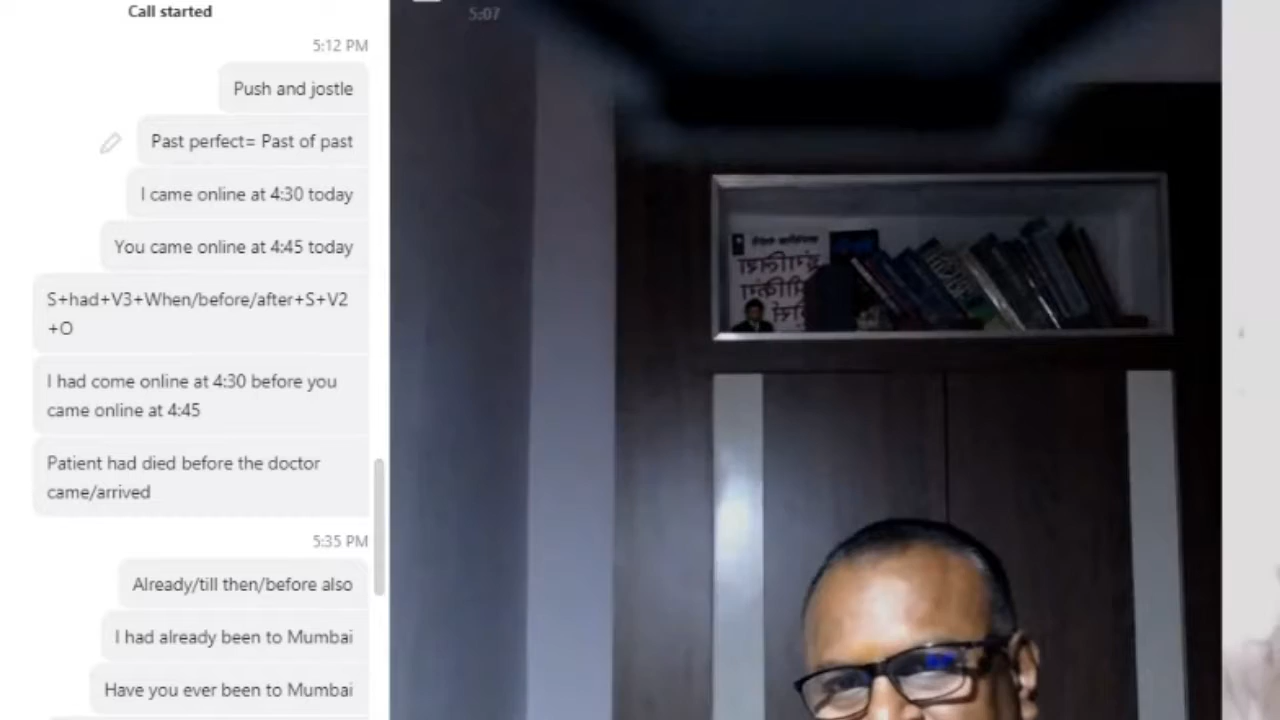 Call started
5:12 PM
Push and jostle
Past perfect= Past of past
I came online at 4:30 today
You came online at 4:45 today
S+had+V3+When/before/after+S+V2
+O
I had come online at 4:30 before you
came online at 4:45
Patient had died before the doctor
came/arrived
5:35 PM
Already/till then/before also
I had already been to Mumbai
Have you ever been to Mumbai
5:07
इंगलिश
स्पीकिंग
कोर्स